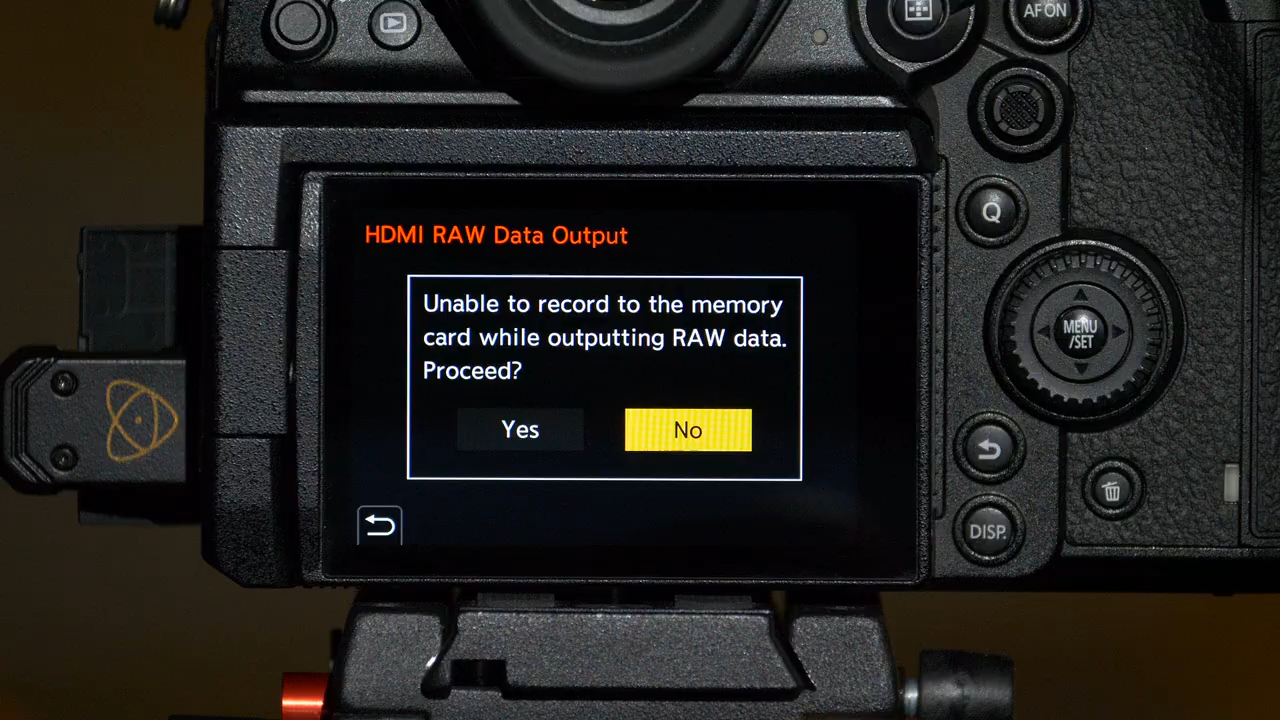 AF ON
HDMI RAW Data Output
Unable to record to the memory
card while outputting RAW data.
Proceed?
Yes
No
Q
MENU
/SET
DISP.